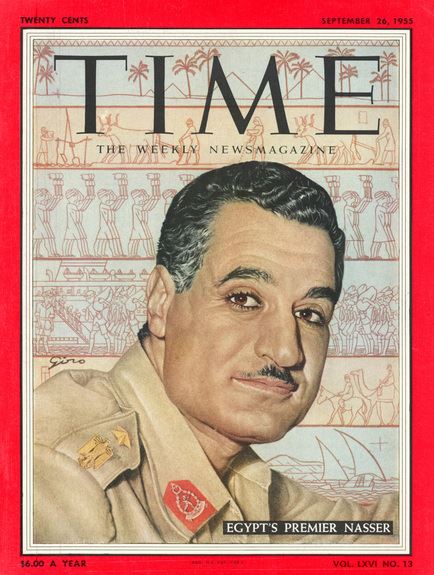 TWENTY CENTS
SEPTEMBER 26, 1955
TIME
THE WEEKLY NEWSMAGAZINE
Giro
EGYPT'S PREMIER NASSER
$6.00 A YEAR
VOL. LXVI NO. 13